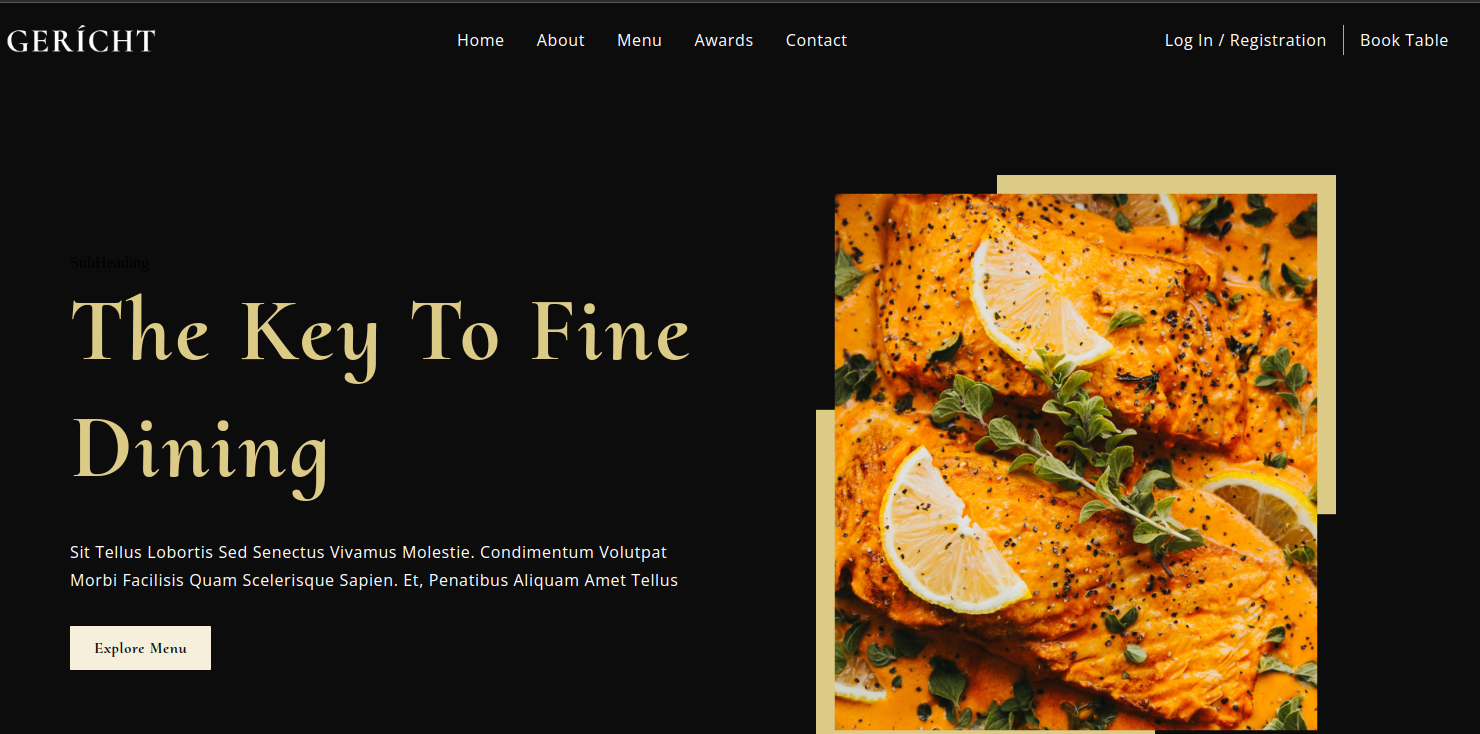 GERÍCHT
Home About Menu Awards Contact
Log In / Registration Book Table
SubHeading
The Key To Fine
Dining
Sit Tellus Lobortis Sed Senectus Vivamus Molestie. Condimentum Volutpat
Morbi Facilisis Quam Scelerisque Sapien. Et, Penatibus Aliquam Amet Tellus
Explore Menu